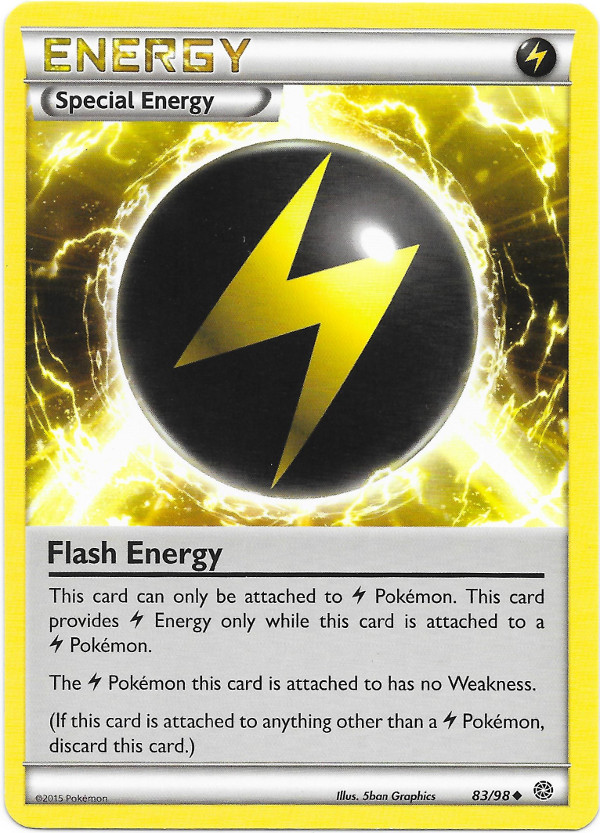 ENERGY
Special Energy
Flash Energy
This card can only be attached to Pokémon. This card
provides Energy only while this card is attached to a
Pokémon.
The Pokémon this card is attached to has no Weakness.
(If this card is attached to anything other than a Pokémon,
discard this card.)
©2015 Pokémon
Illus. 5ban Graphics 83/98